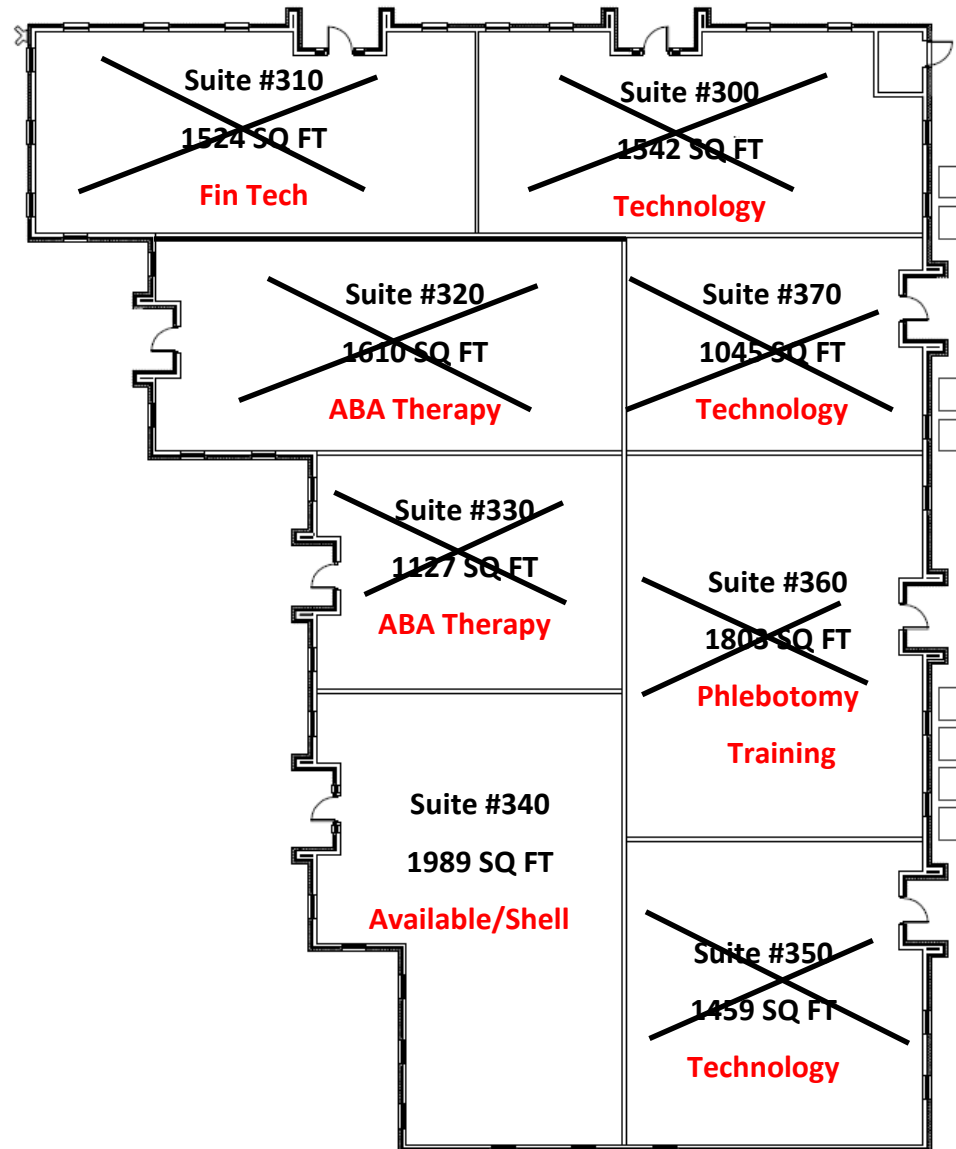 Suite #310
1524 SQ FT
Fin Tech
Suite #300
1542 SQ FT
Technology
Suite #320
1610 SQ FT
ABA Therapy
Suite #370
1045 SQ FT
Technology
Suite #330
1127 SQ FT
ABA Therapy
Suite #360
1803 SQ FT
Phlebotomy
Training
Suite #340
1989 SQ FT
Available/Shell
Suite #350
1459 SQ FT
Technology